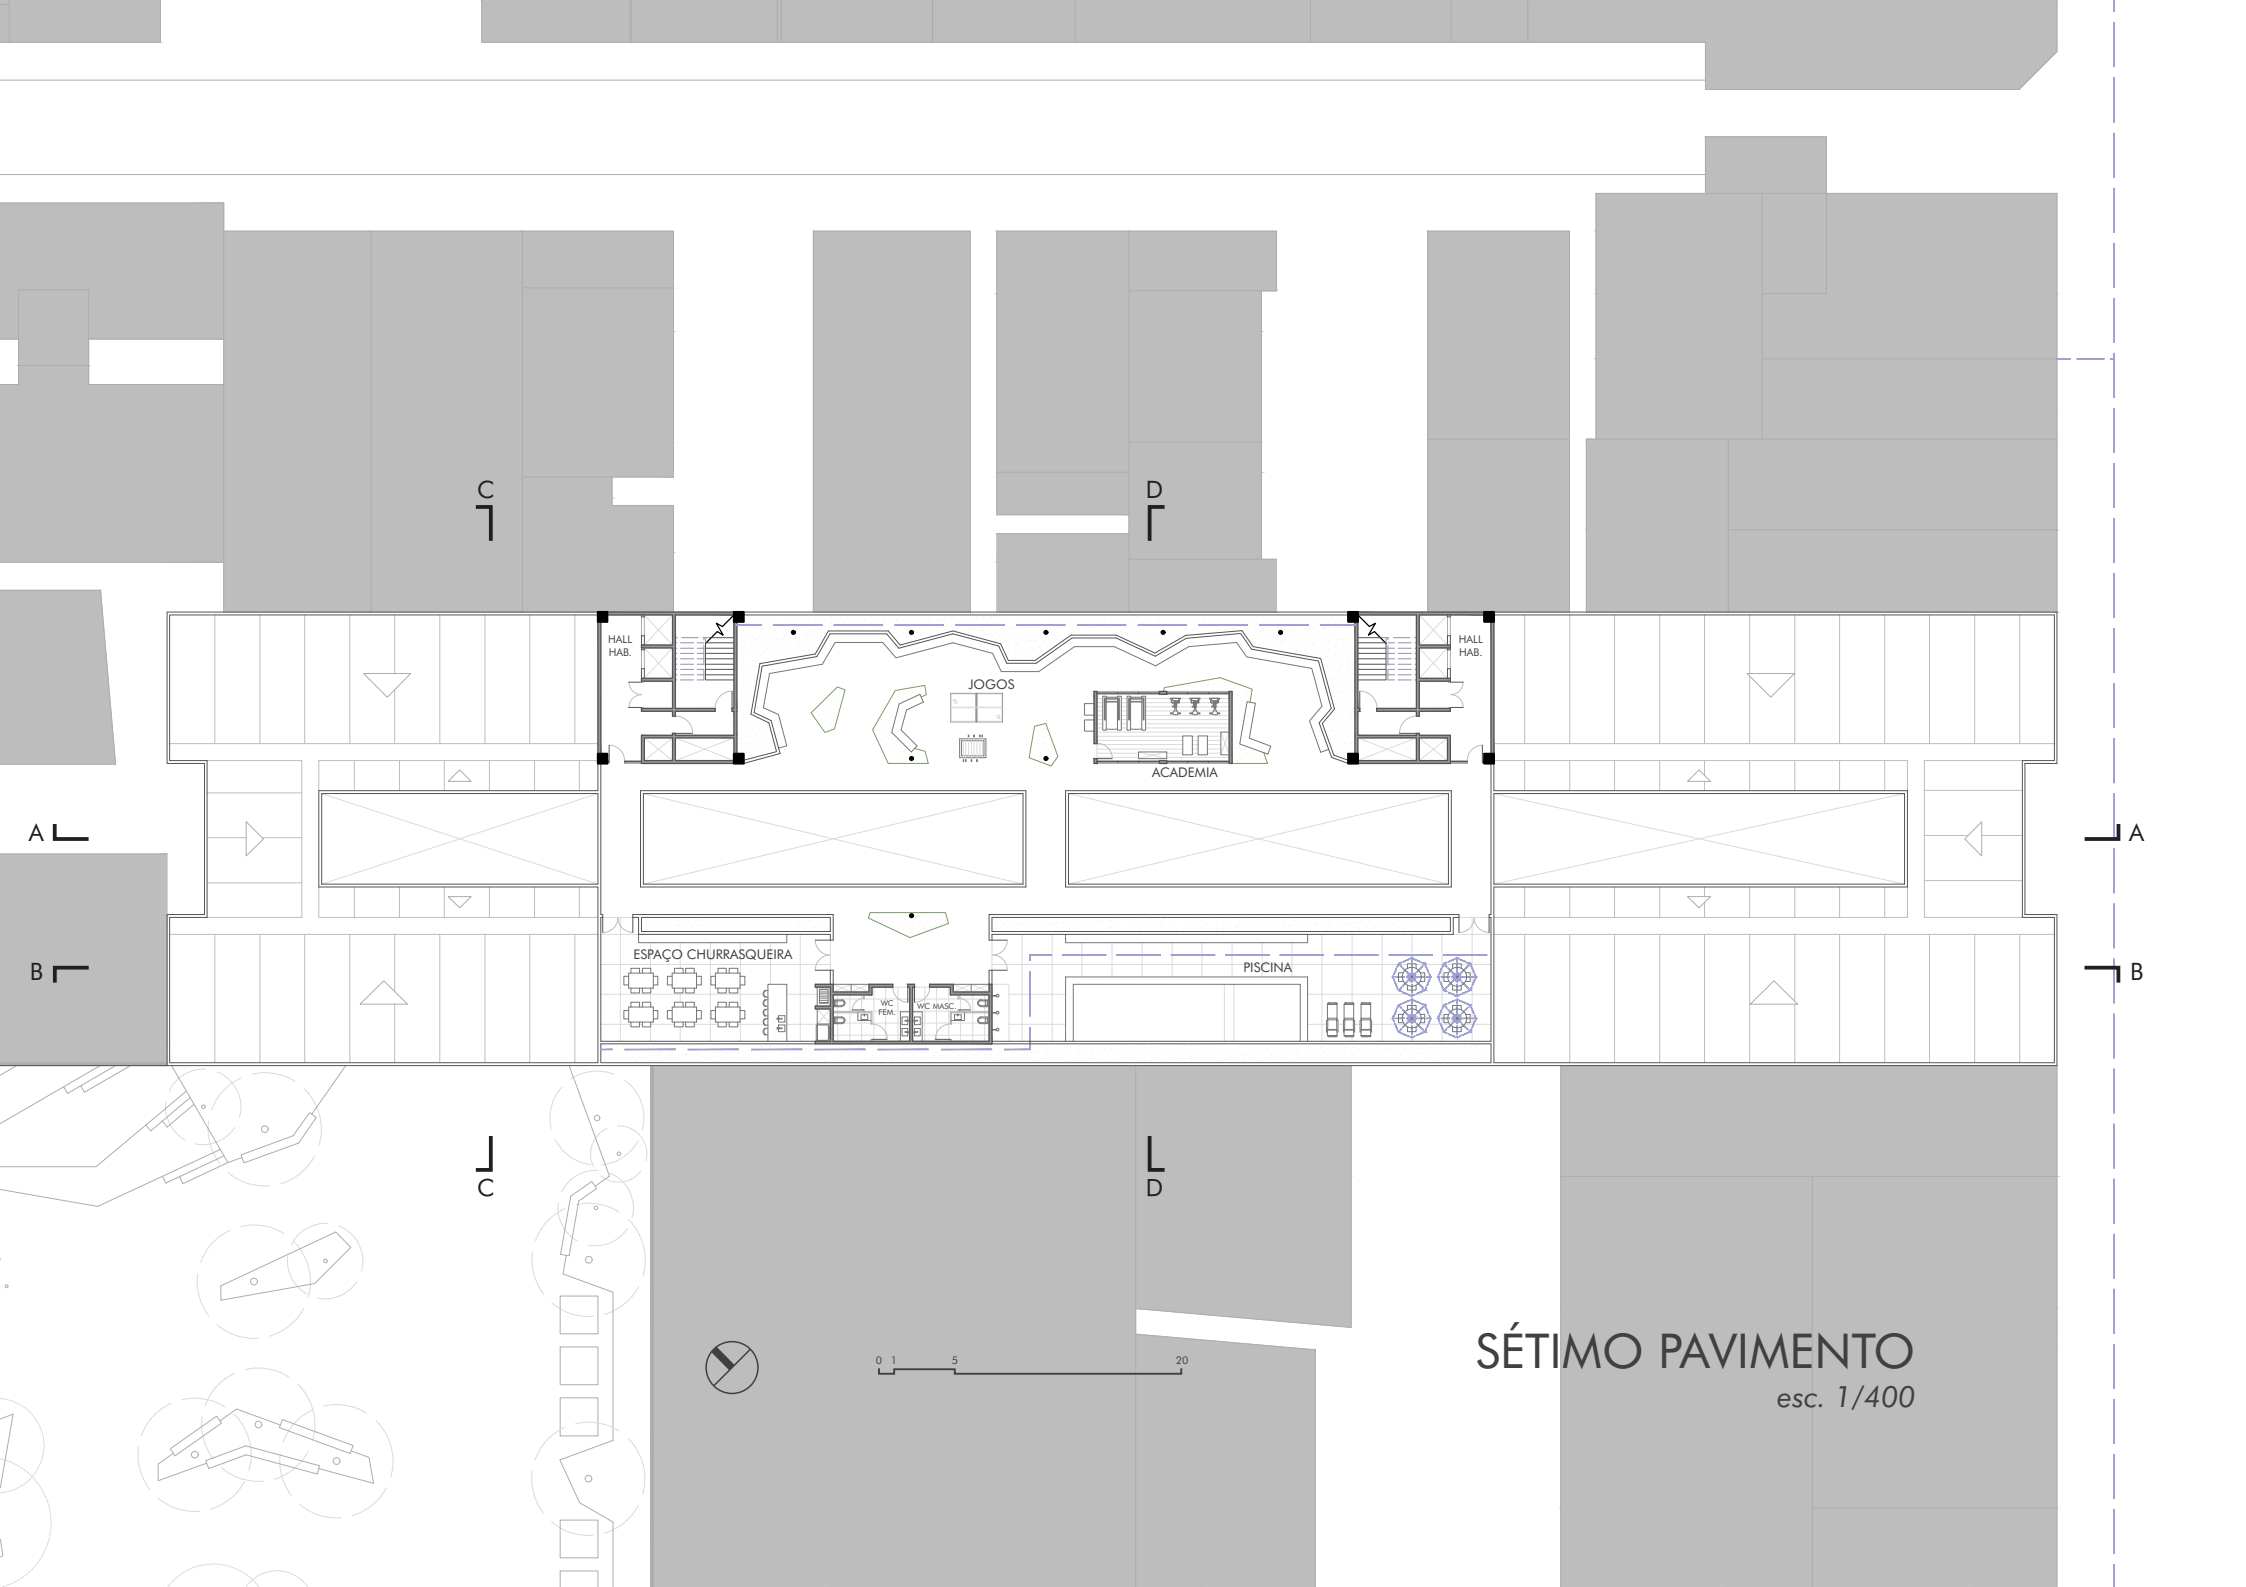 C
D
HALL
HAB.
HALL
HAB.
JOGOS
ACADEMIA
A
A
ESPAÇO CHURRASQUEIRA
PISCINA
B
B
WC
FEM.
WC MASC.
C
D
0 1 5 20
SÉTIMO PAVIMENTO
esc. 1/400